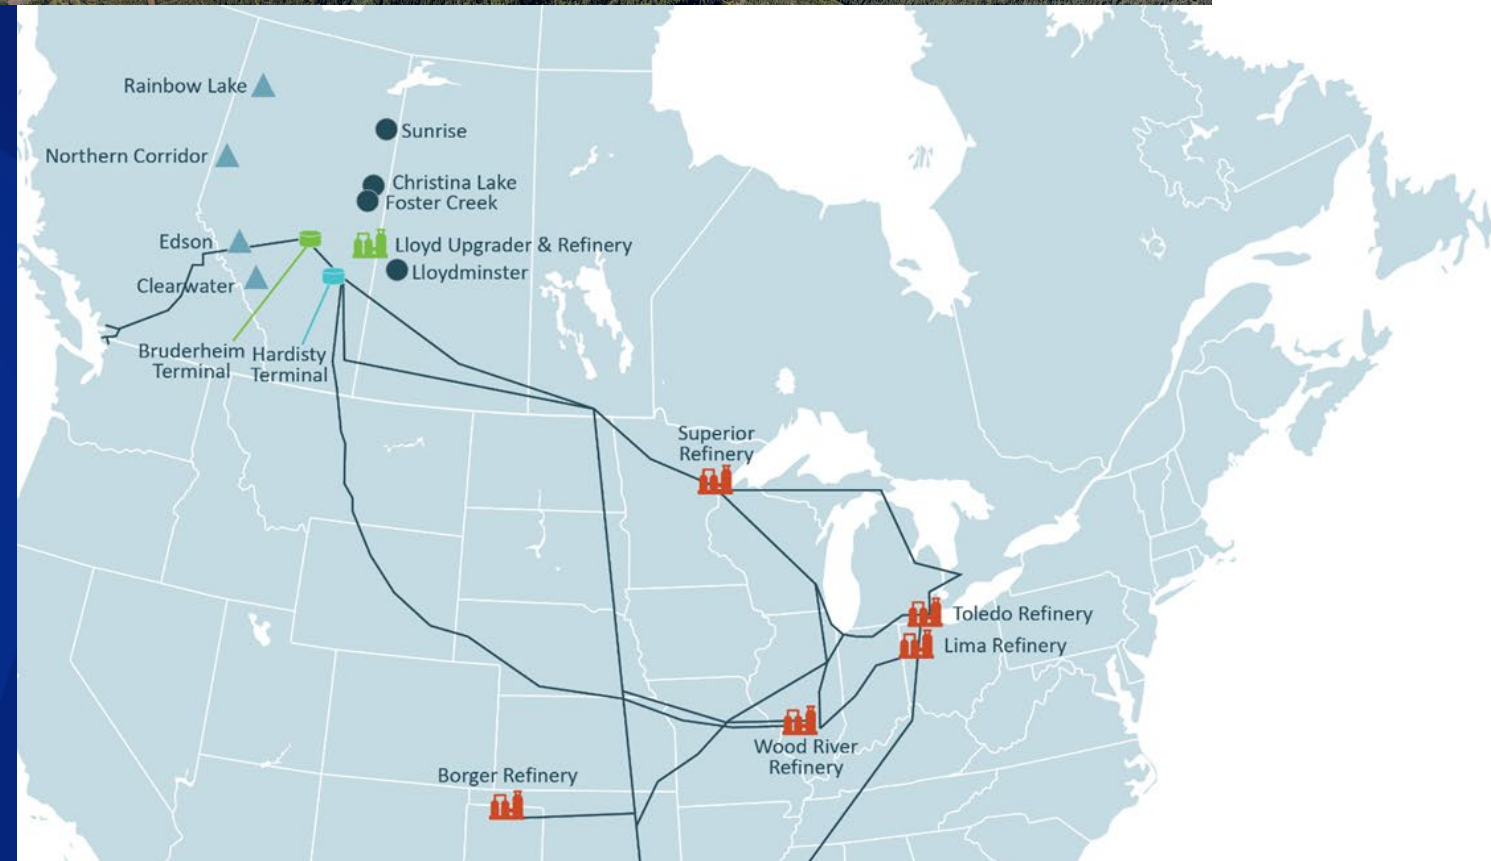 Rainbow Lake
Sunrise
Northern Corridor
Christina Lake
Foster Creek
Edson
Lloyd Upgrader & Refinery
Lloydminster
Clearwater
Bruderheim
Terminal
Hardisty
Terminal
Superior
Refinery
Toledo Refinery
Lima Refinery
Wood River
Refinery
Borger Refinery